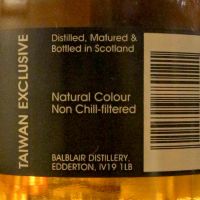 TAIWAN EXCLUSIVE
Distilled, Matured &
Bottled in Scotland
Natural Colour
Non Chill-filtered
BALBLAIR DISTILLERY,
EDDERTON, IV19 1LB